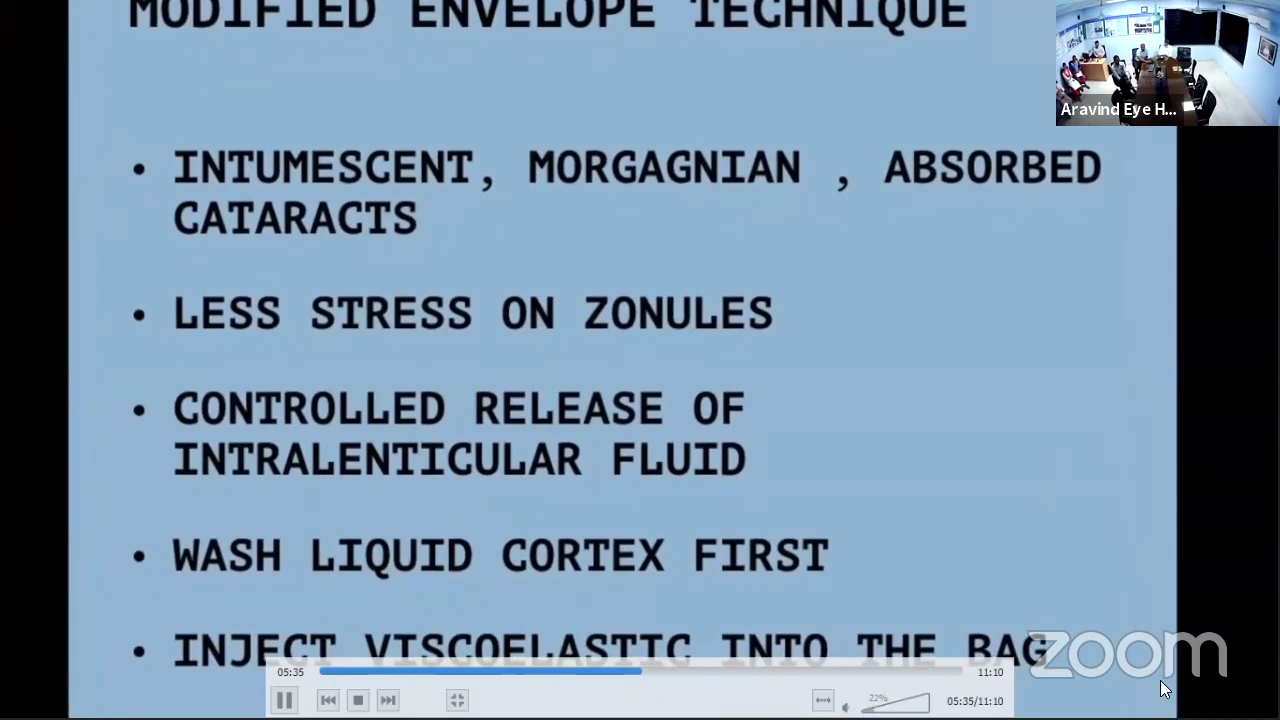 MODIFIED ENVELOPE TECHNIQUE
Aravind Eye H...
• INTUMESCENT, MORGAGNIAN , ABSORBED
CATARACTS
• LESS STRESS ON ZONULES
• CONTROLLED RELEASE OF
INTRALENTICULAR FLUID
• WASH LIQUID CORTEX FIRST
• INJECT VISCOELASTIC INTO THE BAG
zoom
05:35
11:10
22%
05:35/11:10